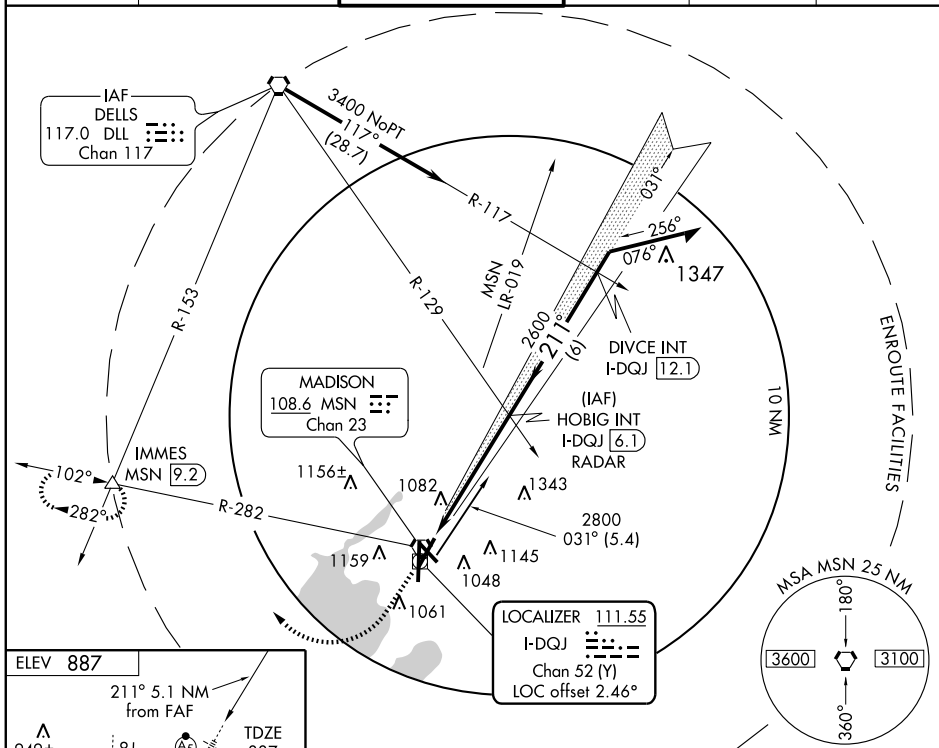 IAF
DELLS
117.0 DLL
Chan 117
3400 NoPT
117°
(28.7)
R-117
031°
256°
076°
1347
MSN
LR-019
R-129
R-153
2600
211°
(6)
DIVCE INT
I-DQJ 12.1
(IAF)
HOBIG INT
I-DQJ 6.1
RADAR
10 NM
ENROUTE FACILITIES
MADISON
108.6 MSN
Chan 23
IMMES
MSN 9.2
102°
282°
R-282
1156±
1082
1343
2800
031° (5.4)
1159
1145
1048
1061
LOCALIZER 111.55
I-DQJ
Chan 52 (Y)
LOC offset 2.46°
MSA MSN 25 NM
180°
3600
3100
360°
ELEV 887
211° 5.1 NM
from FAF
TDZE
A5